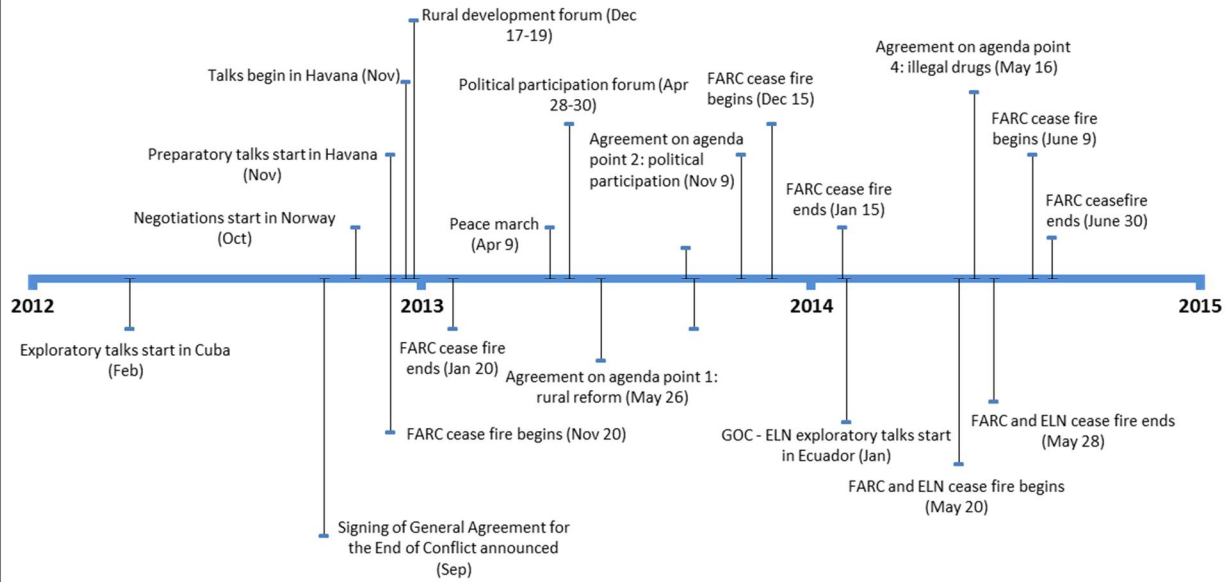 Rural development forum (Dec
17-19)
Talks begin in Havana (Nov)
Preparatory talks start in Havana
(Nov)
Negotiations start in Norway
(Oct)
Peace march
(Apr 9)
Political participation forum (Apr
28-30)
Agreement on agenda
point 2: political
participation (Nov 9)
FARC cease fire
begins (Dec 15)
FARC cease fire
ends (Jan 15)
Agreement on agenda point
4: illegal drugs (May 16)
FARC cease fire
begins (June 9)
FARC ceasefire
ends (June 30)
2012
2013
2014
2015
Exploratory talks start in Cuba
(Feb)
FARC cease fire
ends (Jan 20)
Agreement on agenda point 1:
rural reform (May 26)
FARC cease fire begins (Nov 20)
Signing of General Agreement for
the End of Conflict announced
(Sep)
GOC - ELN exploratory talks start
in Ecuador (Jan)
FARC and ELN cease fire ends
(May 28)
FARC and ELN cease fire begins
(May 20)